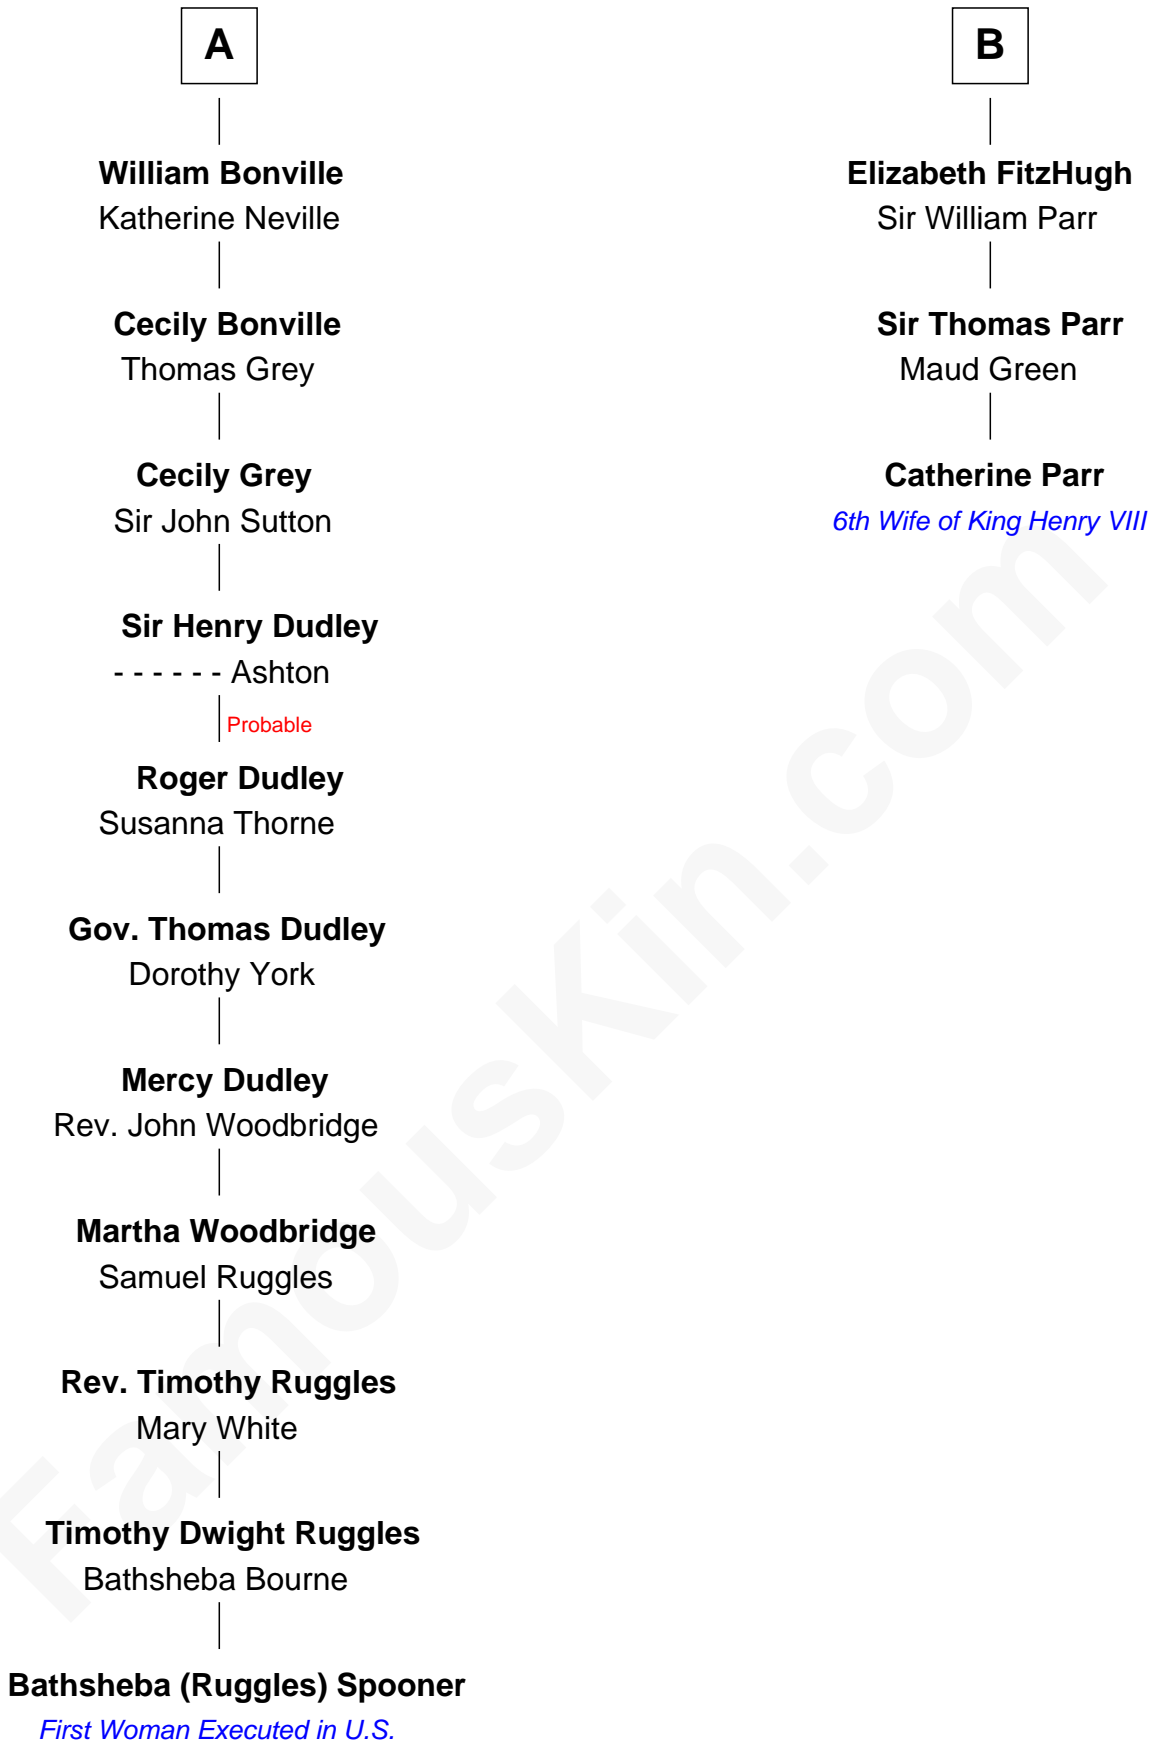 A
William Bonville
Katherine Neville
Cecily Bonville
Thomas Grey
Cecily Grey
Sir John Sutton
Sir Henry Dudley
- - - - - - Ashton
Probable
Roger Dudley
Susanna Thorne
Gov. Thomas Dudley
Dorothy York
Mercy Dudley
Rev. John Woodbridge
Martha Woodbridge
Samuel Ruggles
Rev. Timothy Ruggles
Mary White
Timothy Dwight Ruggles
Bathsheba Bourne
Bathsheba (Ruggles) Spooner
First Woman Executed in U.S.
B
Elizabeth FitzHugh
Sir William Parr
Sir Thomas Parr
Maud Green
Catherine Parr
6th Wife of King Henry VIII
FamousKin.com